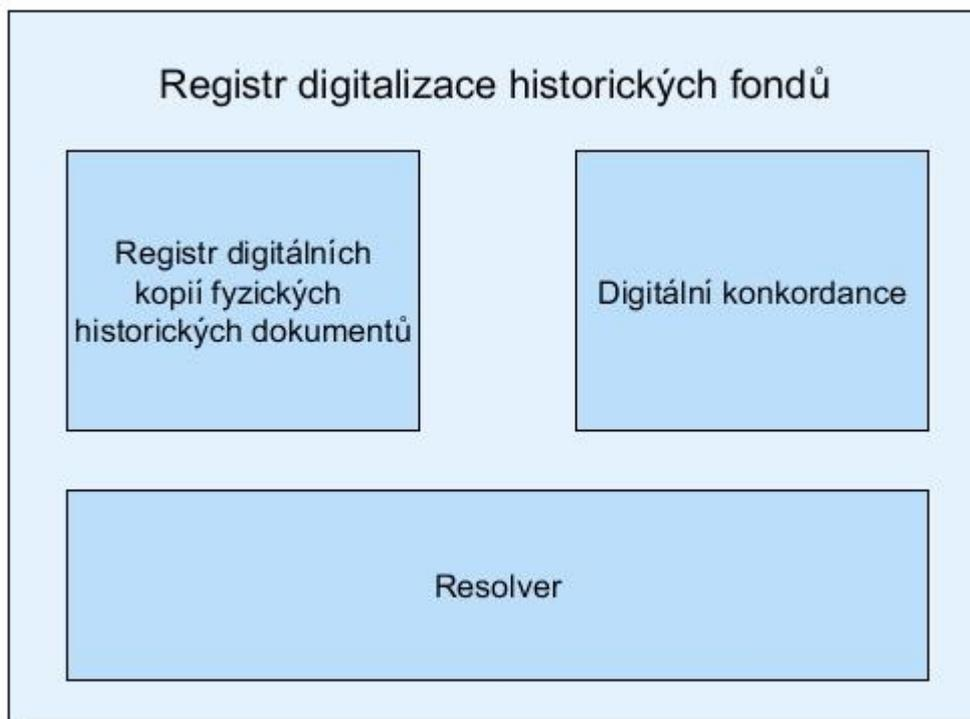 Registr digitalizace historických fondů
Registr digitálních
kopií fyzických
historických dokumentů
Digitální konkordance
Resolver